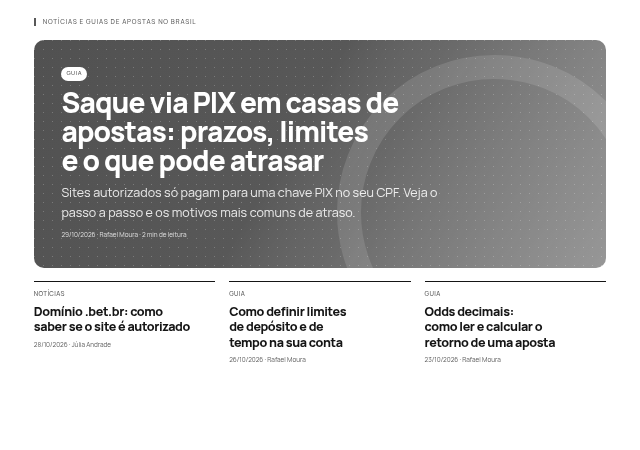 NOTÍCIAS E GUIAS DE APOSTAS NO BRASIL
GUIA
Saque via PIX em casas de
apostas: prazos, limites
e o que pode atrasar
Sites autorizados só pagam para uma chave PIX no seu CPF. Veja o
passo a passo e os motivos mais comuns de atraso.
29/10/2026 · Rafael Moura · 2 min de leitura
NOTÍCIAS
Domínio .bet.br: como
saber se o site é autorizado
28/10/2026 · Júlia Andrade
GUIA
Como definir limites
de depósito e de
tempo na sua conta
26/10/2026 · Rafael Moura
GUIA
Odds decimais:
como ler e calcular o
retorno de uma aposta
23/10/2026 · Rafael Moura